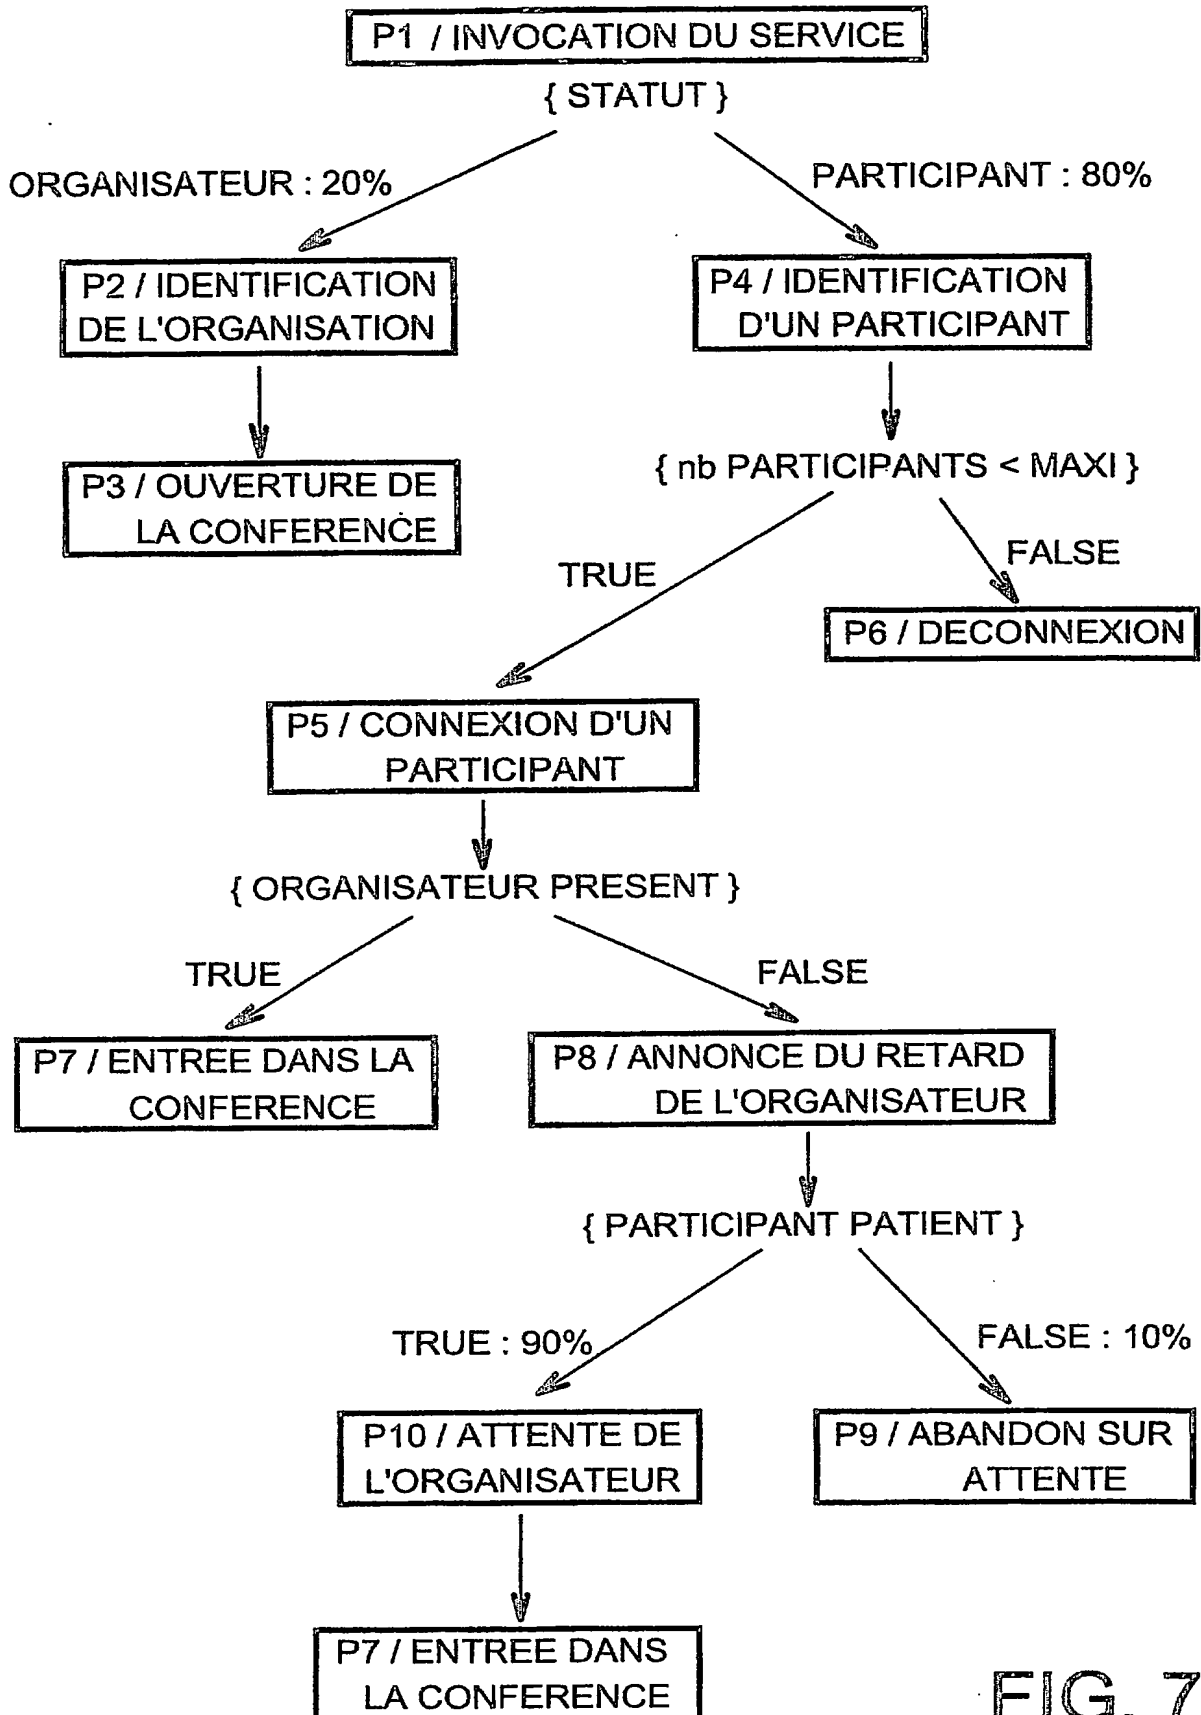 P1 / INVOCATION DU SERVICE
{ STATUT }
ORGANISATEUR : 20%
PARTICIPANT : 80%
P2 / IDENTIFICATION
DE L'ORGANISATION
P4 / IDENTIFICATION
D'UN PARTICIPANT
P3 / OUVERTURE DE
LA CONFERENCE
{ nb PARTICIPANTS < MAXI }
TRUE
FALSE
P6 / DECONNEXION
P5 / CONNEXION D'UN
PARTICIPANT
{ ORGANISATEUR PRESENT }
TRUE
FALSE
P7 / ENTREE DANS LA
CONFERENCE
P8 / ANNONCE DU RETARD
DE L'ORGANISATEUR
{ PARTICIPANT PATIENT }
TRUE : 90%
FALSE : 10%
P10 / ATTENTE DE
L'ORGANISATEUR
P9 / ABANDON SUR
ATTENTE
P7 / ENTREE DANS
LA CONFERENCE
FIG. 7